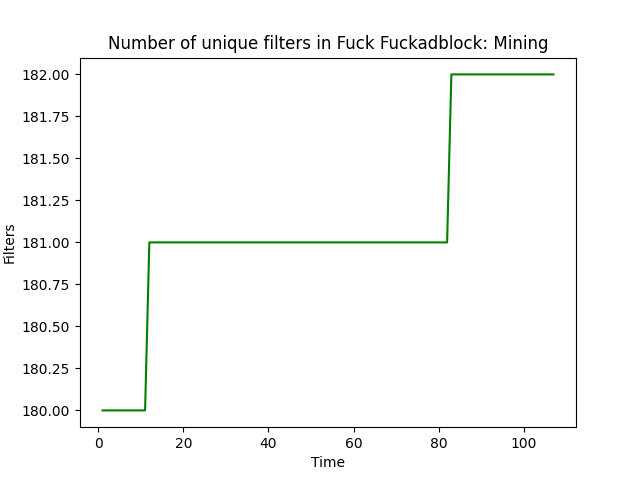 Number of unique filters in Fuck Fuckadblock: Mining
182.00
181.75
181.50
181.25
181.00
180.75
180.50
180.25
180.00
Filters
0 20 40 60 80 100
Time